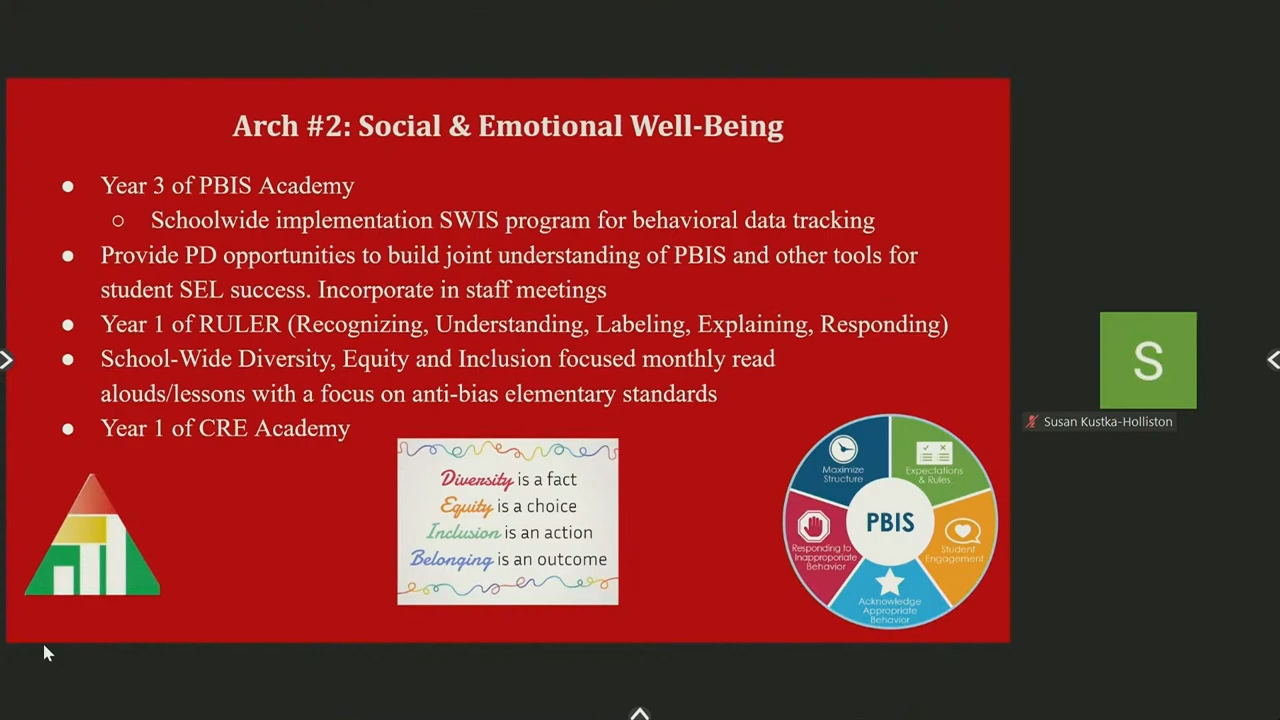 Arch #2: Social & Emotional Well-Being
● Year 3 of PBIS Academy
○ Schoolwide implementation SWIS program for behavioral data tracking
● Provide PD opportunities to build joint understanding of PBIS and other tools for
student SEL success. Incorporate in staff meetings
● Year 1 of RULER (Recognizing, Understanding, Labeling, Explaining, Responding)
● School-Wide Diversity, Equity and Inclusion focused monthly read
alouds/lessons with a focus on anti-bias elementary standards
● Year 1 of CRE Academy
Diversity is a fact
Equity is a choice
Inclusion is an action
Belonging is an outcome
Maximize
Structure
Expectations
& Rules
PBIS
Responding to
Inappropriate
Behavior
Student
Engagement
Acknowledge
Appropriate
Behavior
S
Susan Kustka-Holliston